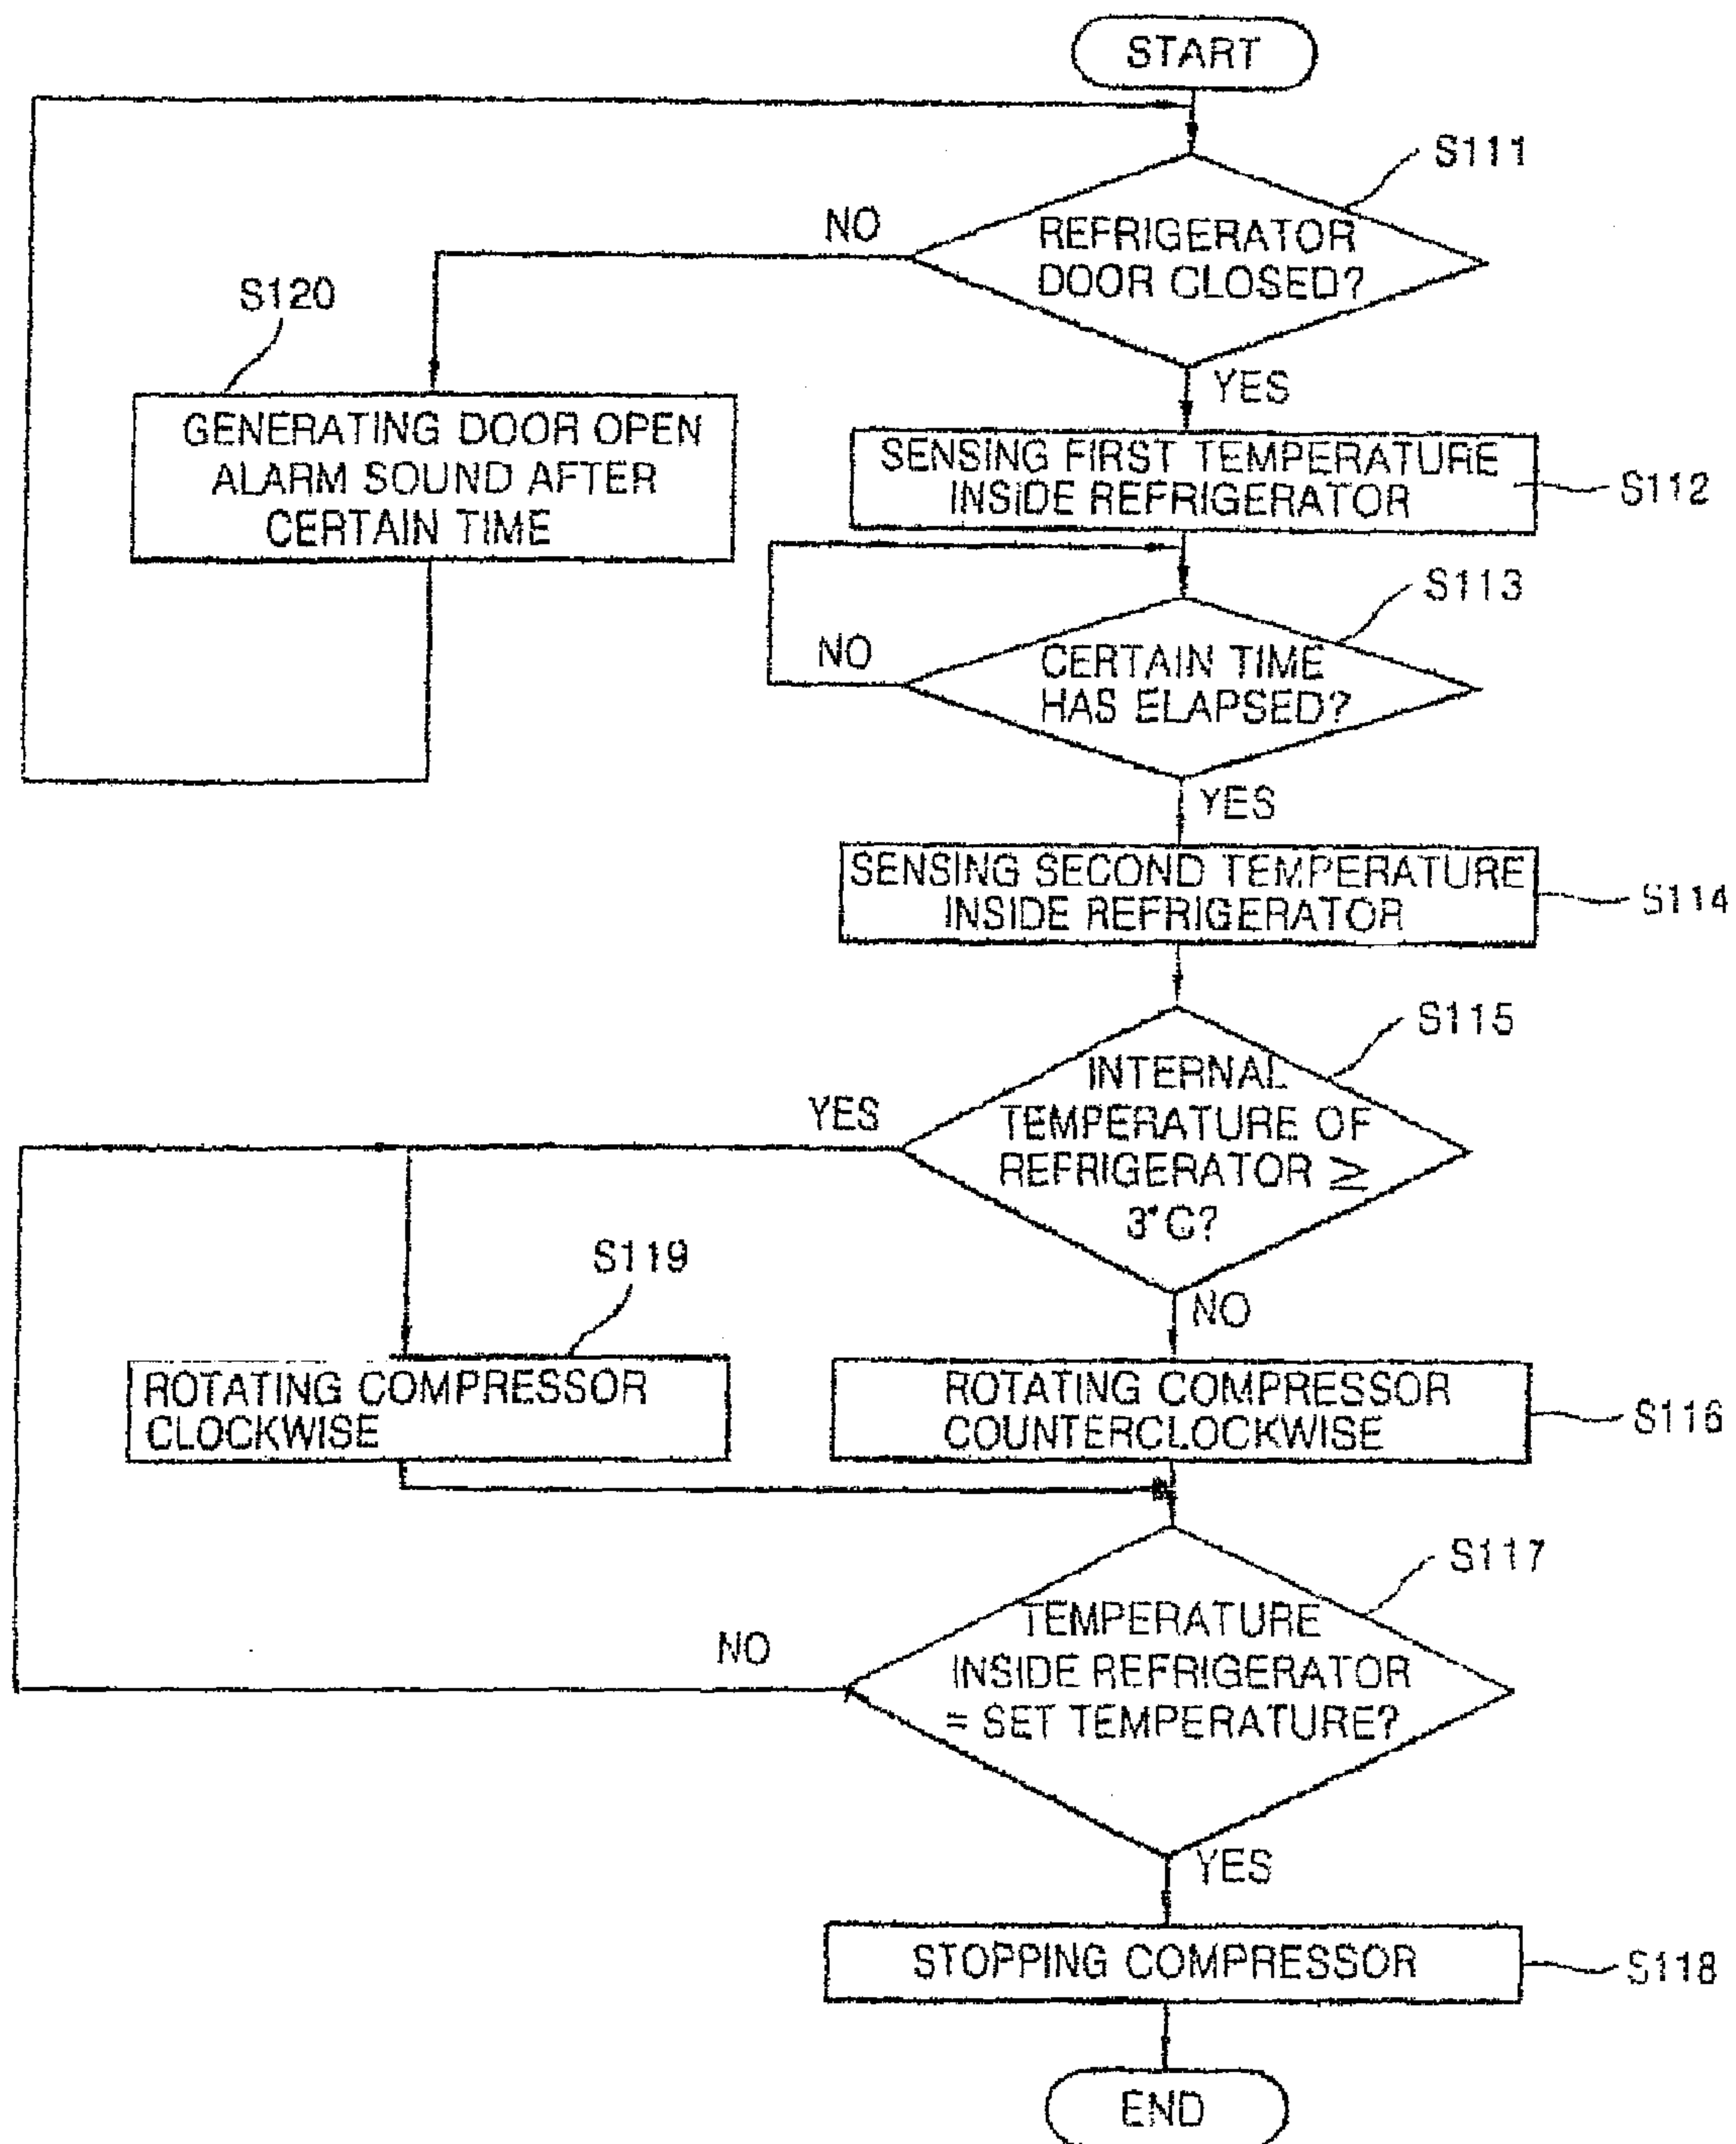 START
S111
NO
REFRIGERATOR
DOOR CLOSED?
S120
YES
GENERATING DOOR OPEN
ALARM SOUND AFTER
CERTAIN TIME
SENSING FIRST TEMPERATURE
INSIDE REFRIGERATOR
S112
S113
NO
CERTAIN TIME
HAS ELAPSED?
YES
SENSING SECOND TEMPERATURE
INSIDE REFRIGERATOR
S114
S115
YES
INTERNAL
TEMPERATURE OF
REFRIGERATOR ≥
3°C?
S119
NO
ROTATING COMPRESSOR
CLOCKWISE
ROTATING COMPRESSOR
COUNTERCLOCKWISE
S116
S117
NO
TEMPERATURE
INSIDE REFRIGERATOR
= SET TEMPERATURE?
YES
STOPPING COMPRESSOR
S118
END